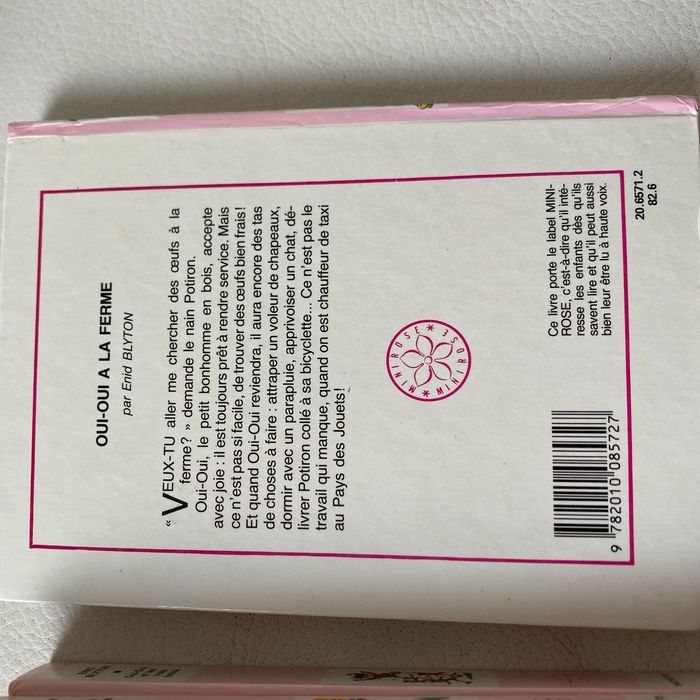 OUI-OUI A LA FERME
par Enid BLYTON
« VEUX-TU aller me chercher des œufs à la
ferme? » demande le nain Potiron.
Oui-Oui, le petit bonhomme en bois, accepte
avec joie : il est toujours prêt à rendre service. Mais
ce n'est pas si facile, de trouver des œufs bien frais!
Et quand Oui-Oui reviendra, il aura encore des tas
de choses à faire : attraper un voleur de chapeaux,
dormir avec un parapluie, apprivoiser un chat, dé-
livrer Potiron collé à sa bicyclette... Ce n'est pas le
travail qui manque, quand on est chauffeur de taxi
au Pays des Jouets!
MINIROSE
MINIROSE
Ce livre porte le label MINI-
ROSE, c'est-à-dire qu'il inté-
resse les enfants dès qu'ils
savent lire et qu'il peut aussi
bien leur être lu à haute voix.
20.6571.2
82.6
9 782010 085727